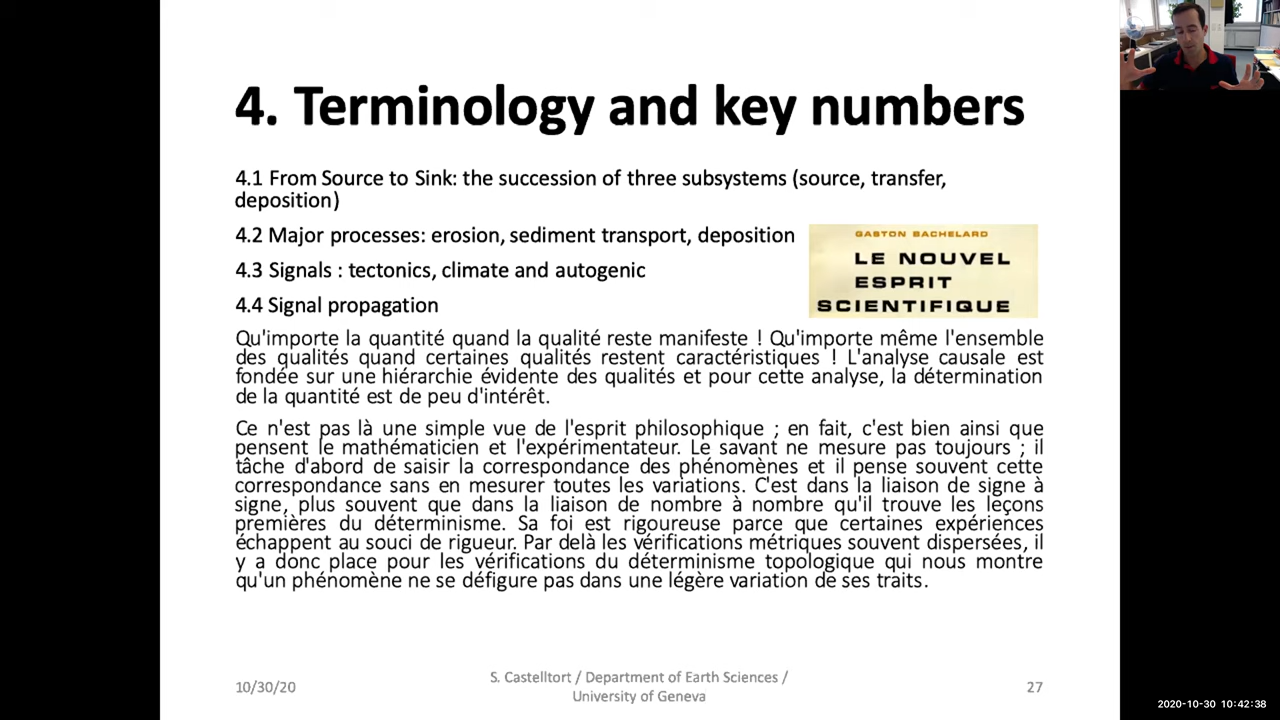 4. Terminology and key numbers
4.1 From Source to Sink: the succession of three subsystems (source, transfer,
deposition)
4.2 Major processes: erosion, sediment transport, deposition
4.3 Signals : tectonics, climate and autogenic
4.4 Signal propagation
GASTON BACHELARD
LE NOUVEL
ESPRIT
SCIENTIFIQUE
Qu'importe la quantité quand la qualité reste manifeste ! Qu'importe même l'ensemble
des qualités quand certaines qualités restent caractéristiques ! L'analyse causale est
fondée sur une hiérarchie évidente des qualités et pour cette analyse, la détermination
de la quantité est de peu d'intérêt.
Ce n'est pas là une simple vue de l'esprit philosophique ; en fait, c'est bien ainsi que
pensent le mathématicien et l'expérimentateur. Le savant ne mesure pas toujours ; il
tâche d'abord de saisir la correspondance des phénomènes et il pense souvent cette
correspondance sans en mesurer toutes les variations. C'est dans la liaison de signe à
signe, plus souvent que dans la liaison de nombre à nombre qu'il trouve les leçons
premières du déterminisme. Sa foi est rigoureuse parce que certaines expériences
échappent au souci de rigueur. Par delà les vérifications métriques souvent dispersées, il
y a donc place pour les vérifications du déterminisme topologique qui nous montre
qu'un phénomène ne se défigure pas dans une légère variation de ses traits.
10/30/20
S. Castelltort / Department of Earth Sciences /
University of Geneva
27
2020-10-30 10:42:38